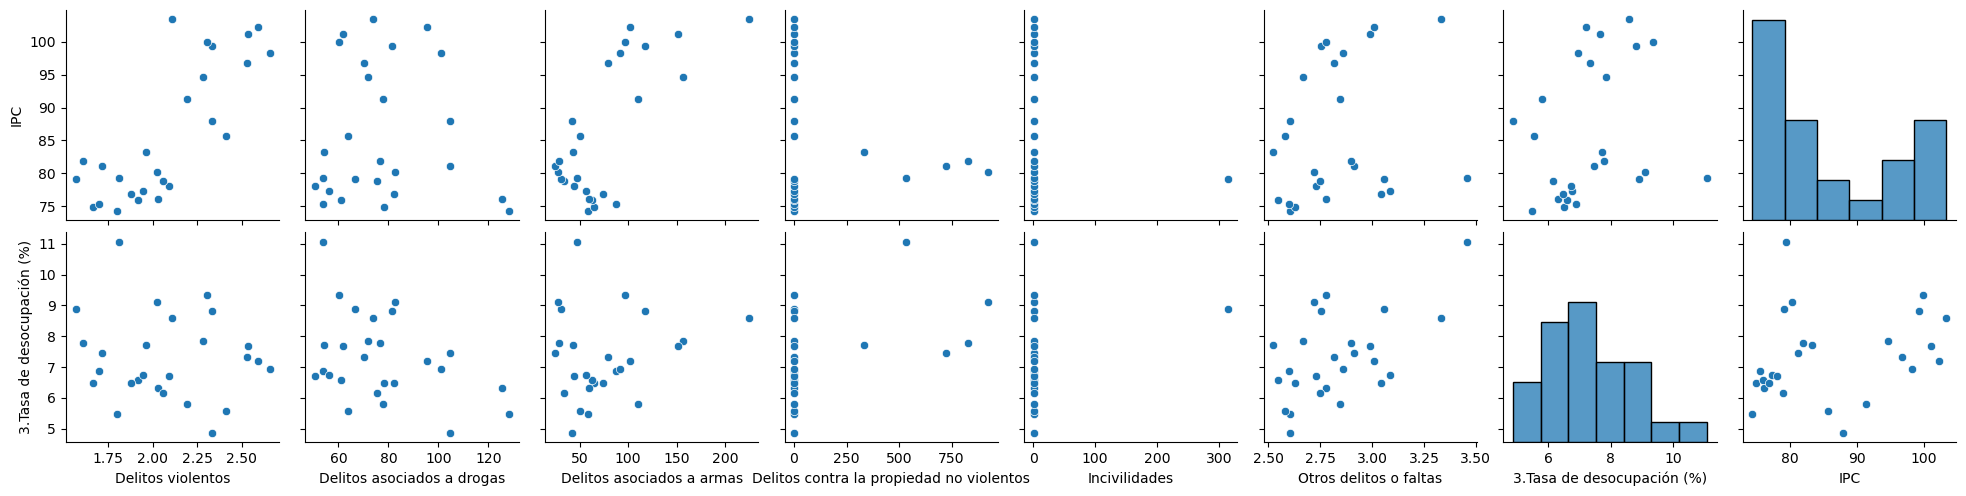 IPC
100
95
90
85
80
75
3.Tasa de desocupación (%)
11
10
9
8
7
6
5
1.75 2.00 2.25 2.50
60 80 100 120
50 100 150 200
0 250 500 750
0 100 200 300
2.50 2.75 3.00 3.25 3.50
6 8 10
80 90 100
Delitos violentos
Delitos asociados a drogas
Delitos asociados a armas
Delitos contra la propiedad no violentos
Incivilidades
Otros delitos o faltas
3.Tasa de desocupación (%)
IPC